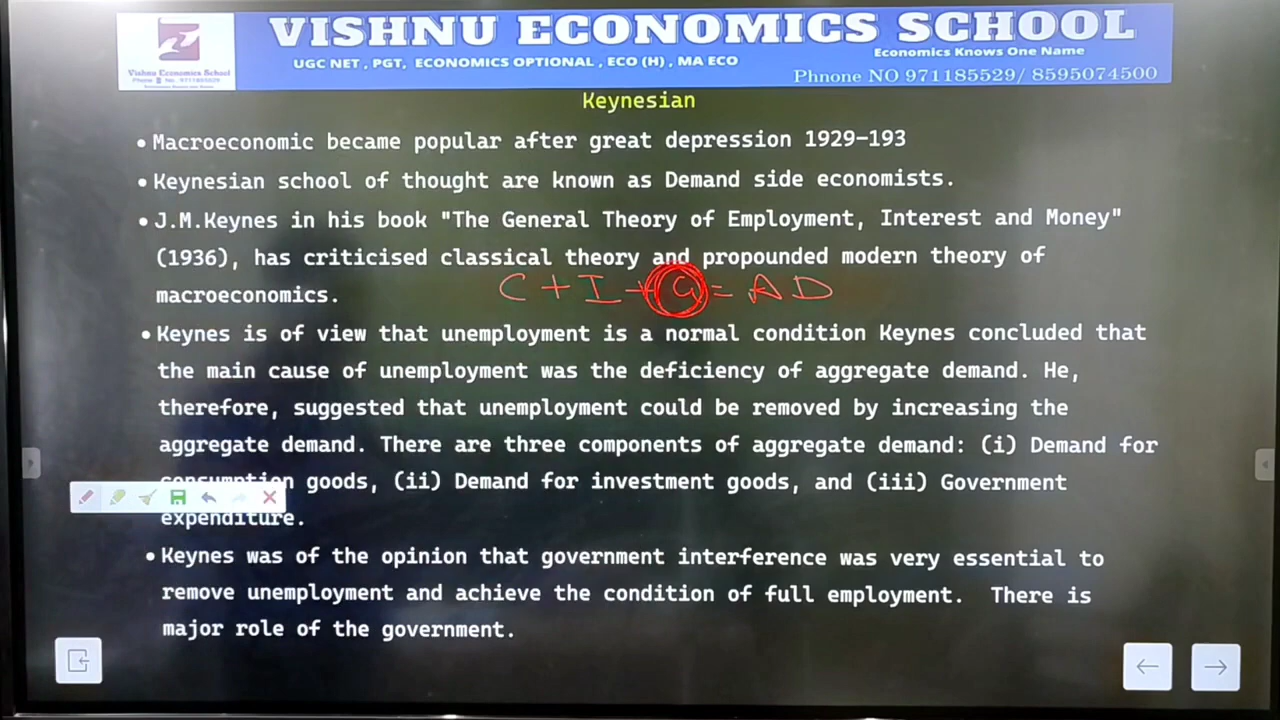 VISHNU ECONOMICS SCHOOL
Economics Knows One Name
UGC NET , PGT, ECONOMICS OPTIONAL , ECO (H) , MA ECO
Phnone NO 971185529/ 8595074500
Vishnu Economics School
Keynesian
• Macroeconomic became popular after great depression 1929-193
• Keynesian school of thought are known as Demand side economists.
• J.M.Keynes in his book "The General Theory of Employment, Interest and Money"
(1936), has criticised classical theory and propounded modern theory of
macroeconomics.
C + I + G = A D
• Keynes is of view that unemployment is a normal condition Keynes concluded that
the main cause of unemployment was the deficiency of aggregate demand. He,
therefore, suggested that unemployment could be removed by increasing the
aggregate demand. There are three components of aggregate demand: (i) Demand for
consumption goods, (ii) Demand for investment goods, and (iii) Government
expenditure.
• Keynes was of the opinion that government interference was very essential to
remove unemployment and achieve the condition of full employment. There is
major role of the government.